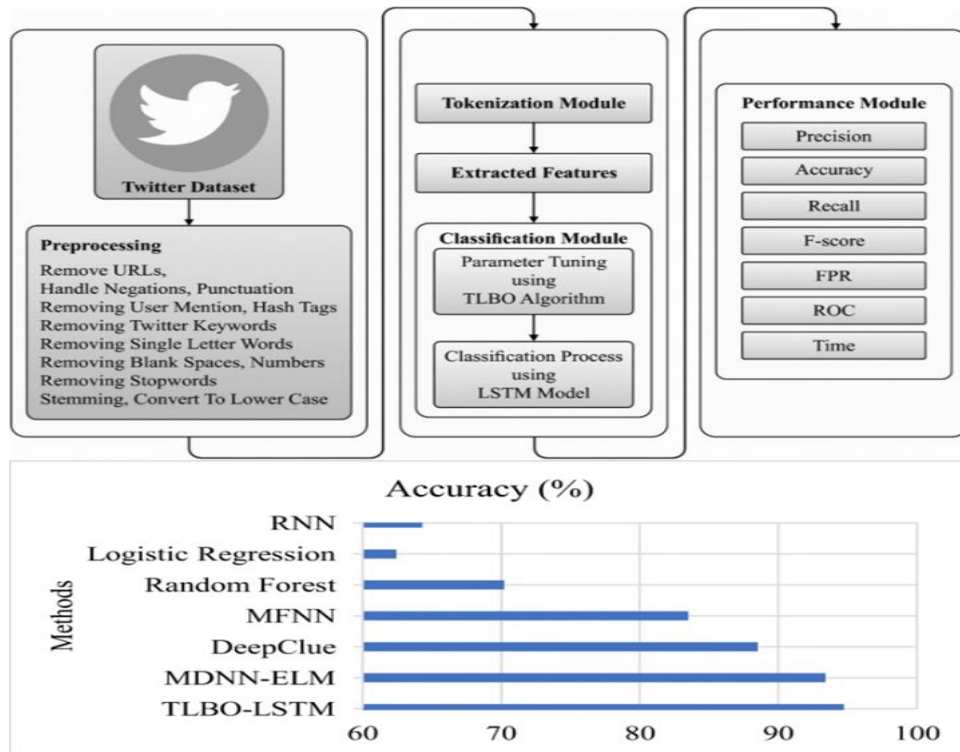 Twitter Dataset
Preprocessing
Remove URLs,
Handle Negations, Punctuation
Removing User Mention, Hash Tags
Removing Twitter Keywords
Removing Single Letter Words
Removing Blank Spaces, Numbers
Removing Stopwords
Stemming, Convert To Lower Case
Tokenization Module
Extracted Features
Classification Module
Parameter Tuning
using
TLBO Algorithm
Classification Process
using
LSTM Model
Performance Module
Precision
Accuracy
Recall
F-score
FPR
ROC
Time
Accuracy (%)
Methods
RNN
Logistic Regression
Random Forest
MFNN
DeepClue
MDNN-ELM
TLBO-LSTM
60 70 80 90 100